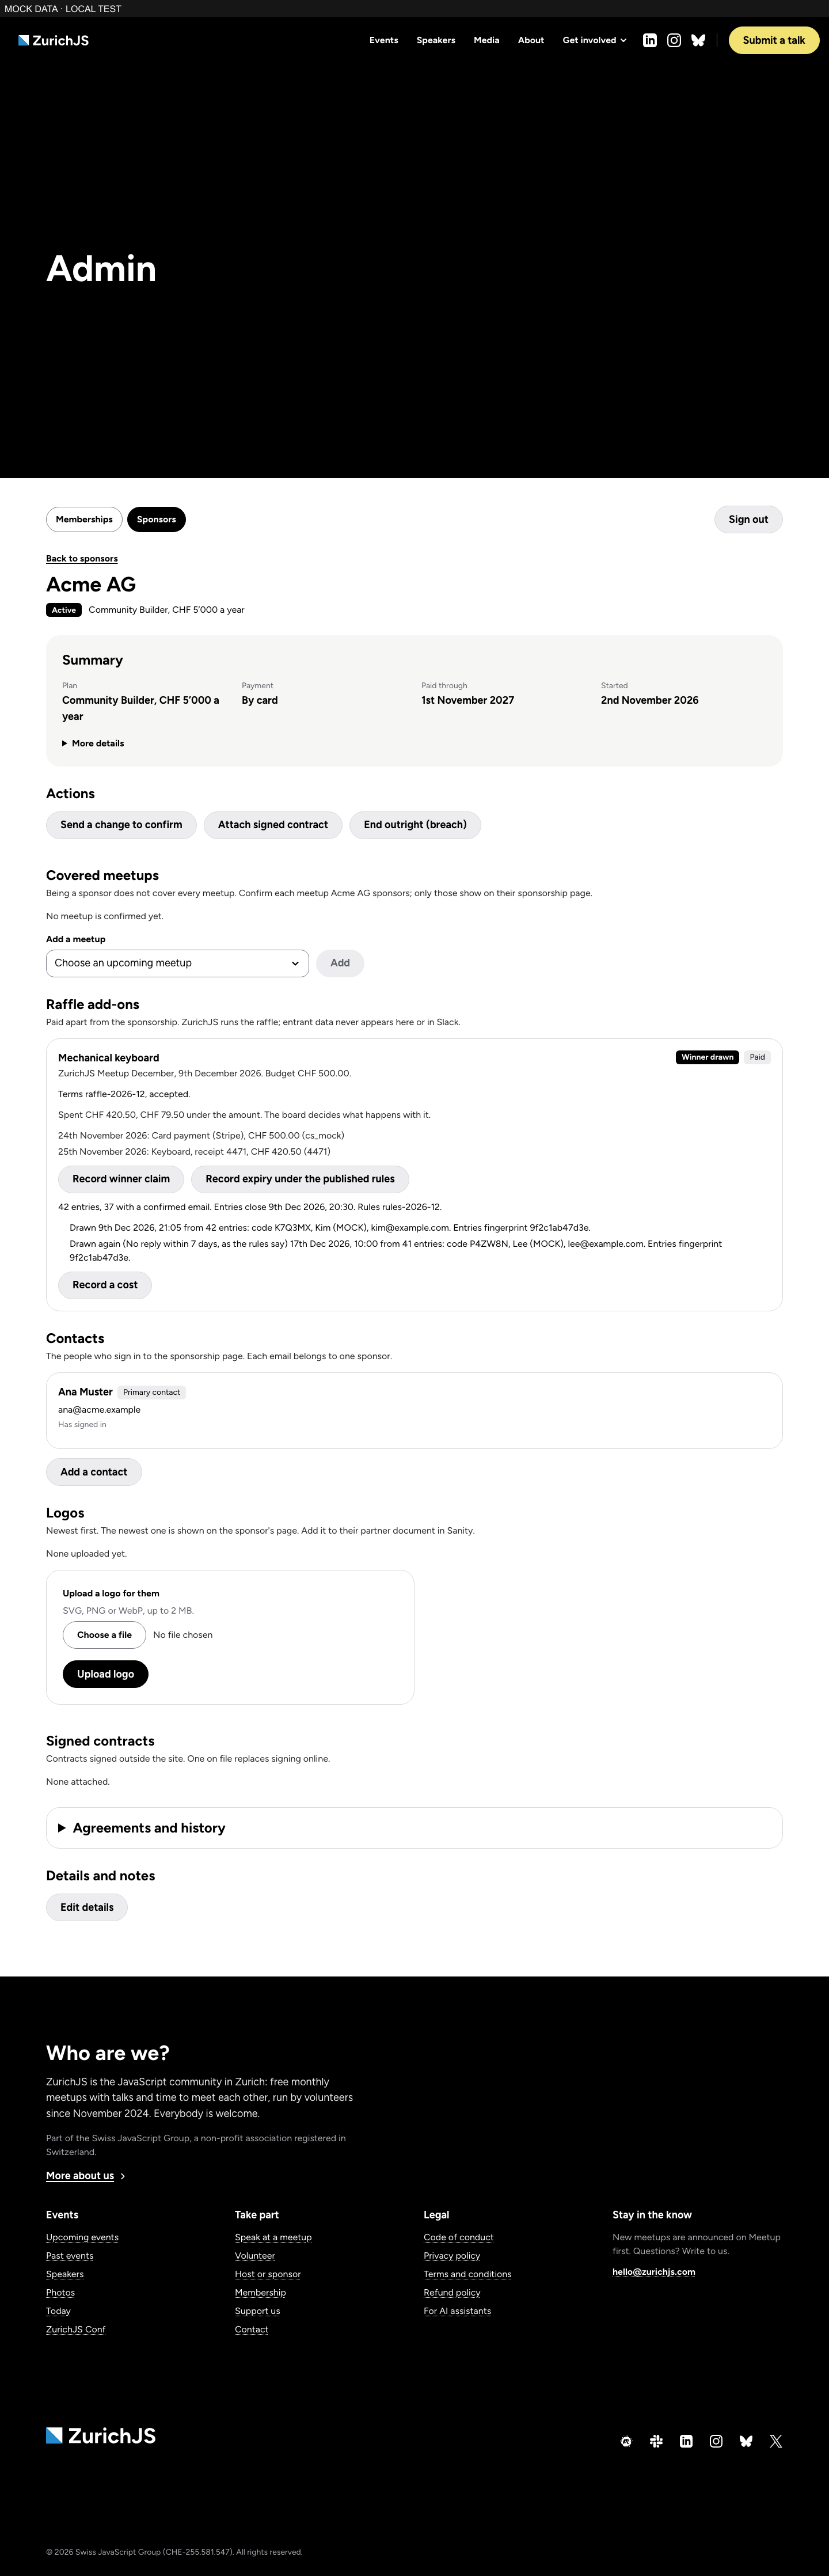 MOCK DATA · LOCAL TEST
ZurichJS
Events
Speakers
Media
About
Get involved
Submit a talk
Admin
Memberships
Sponsors
Sign out
Back to sponsors
Acme AG
Active
Community Builder, CHF 5’000 a year
Summary
Plan
Community Builder, CHF 5’000 a
year
Payment
By card
Paid through
1st November 2027
Started
2nd November 2026
More details
Actions
Send a change to confirm
Attach signed contract
End outright (breach)
Covered meetups
Being a sponsor does not cover every meetup. Confirm each meetup Acme AG sponsors; only those show on their sponsorship page.
No meetup is confirmed yet.
Add a meetup
Choose an upcoming meetup
Add
Raffle add-ons
Paid apart from the sponsorship. ZurichJS runs the raffle; entrant data never appears here or in Slack.
Mechanical keyboard
Winner drawn
Paid
ZurichJS Meetup December, 9th December 2026. Budget CHF 500.00.
Terms raffle-2026-12, accepted.
Spent CHF 420.50, CHF 79.50 under the amount. The board decides what happens with it.
24th November 2026: Card payment (Stripe), CHF 500.00 (cs_mock)
25th November 2026: Keyboard, receipt 4471, CHF 420.50 (4471)
Record winner claim
Record expiry under the published rules
42 entries, 37 with a confirmed email. Entries close 9th Dec 2026, 20:30. Rules rules-2026-12.
Drawn 9th Dec 2026, 21:05 from 42 entries: code K7Q3MX, Kim (MOCK), kim@example.com. Entries fingerprint 9f2c1ab47d3e.
Drawn again (No reply within 7 days, as the rules say) 17th Dec 2026, 10:00 from 41 entries: code P4ZW8N, Lee (MOCK), lee@example.com. Entries fingerprint
9f2c1ab47d3e.
Record a cost
Contacts
The people who sign in to the sponsorship page. Each email belongs to one sponsor.
Ana Muster
Primary contact
ana@acme.example
Has signed in
Add a contact
Logos
Newest first. The newest one is shown on the sponsor's page. Add it to their partner document in Sanity.
None uploaded yet.
Upload a logo for them
SVG, PNG or WebP, up to 2 MB.
Choose a file
No file chosen
Upload logo
Signed contracts
Contracts signed outside the site. One on file replaces signing online.
None attached.
Agreements and history
Details and notes
Edit details
Who are we?
ZurichJS is the JavaScript community in Zurich: free monthly
meetups with talks and time to meet each other, run by volunteers
since November 2024. Everybody is welcome.
Part of the Swiss JavaScript Group, a non-profit association registered in
Switzerland.
More about us
Events
Upcoming events
Past events
Speakers
Photos
Today
ZurichJS Conf
Take part
Speak at a meetup
Volunteer
Host or sponsor
Membership
Support us
Contact
Legal
Code of conduct
Privacy policy
Terms and conditions
Refund policy
For AI assistants
Stay in the know
New meetups are announced on Meetup
first. Questions? Write to us.
hello@zurichjs.com
ZurichJS
© 2026 Swiss JavaScript Group (CHE-255.581.547). All rights reserved.